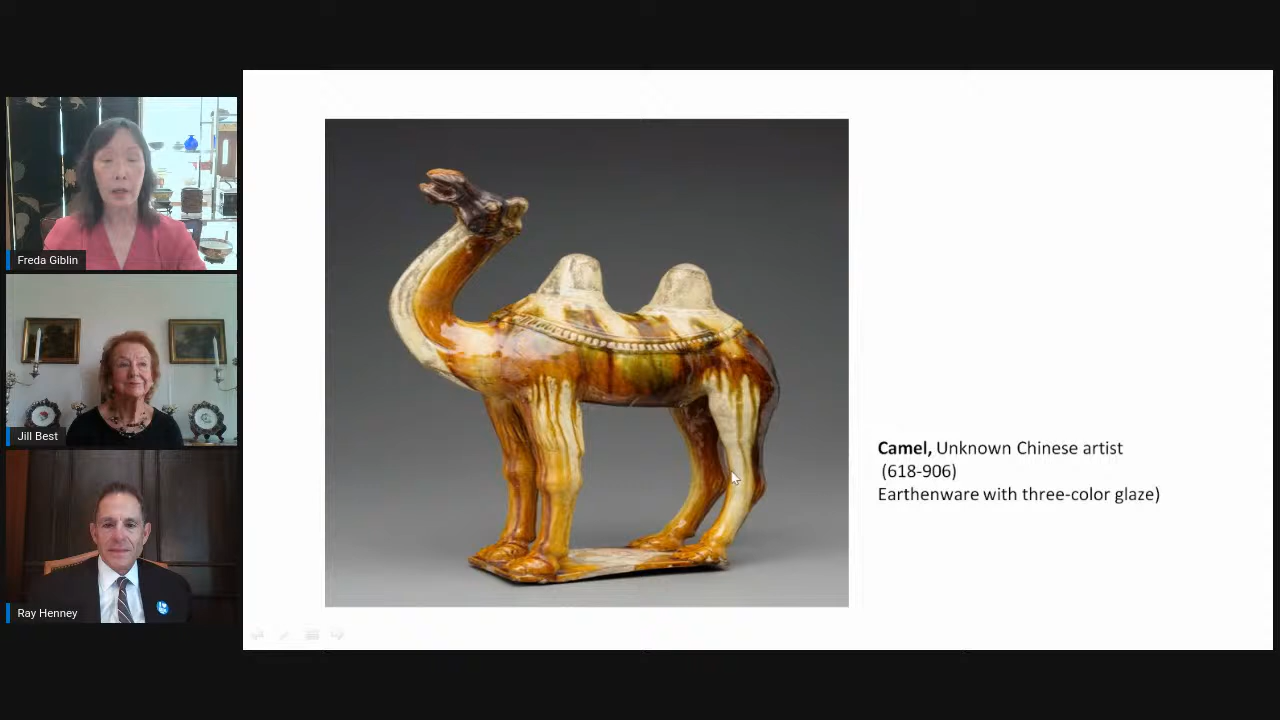 Freda Giblin
Jill Best
Ray Henney
Camel, Unknown Chinese artist
(618-906)
Earthenware with three-color glaze)